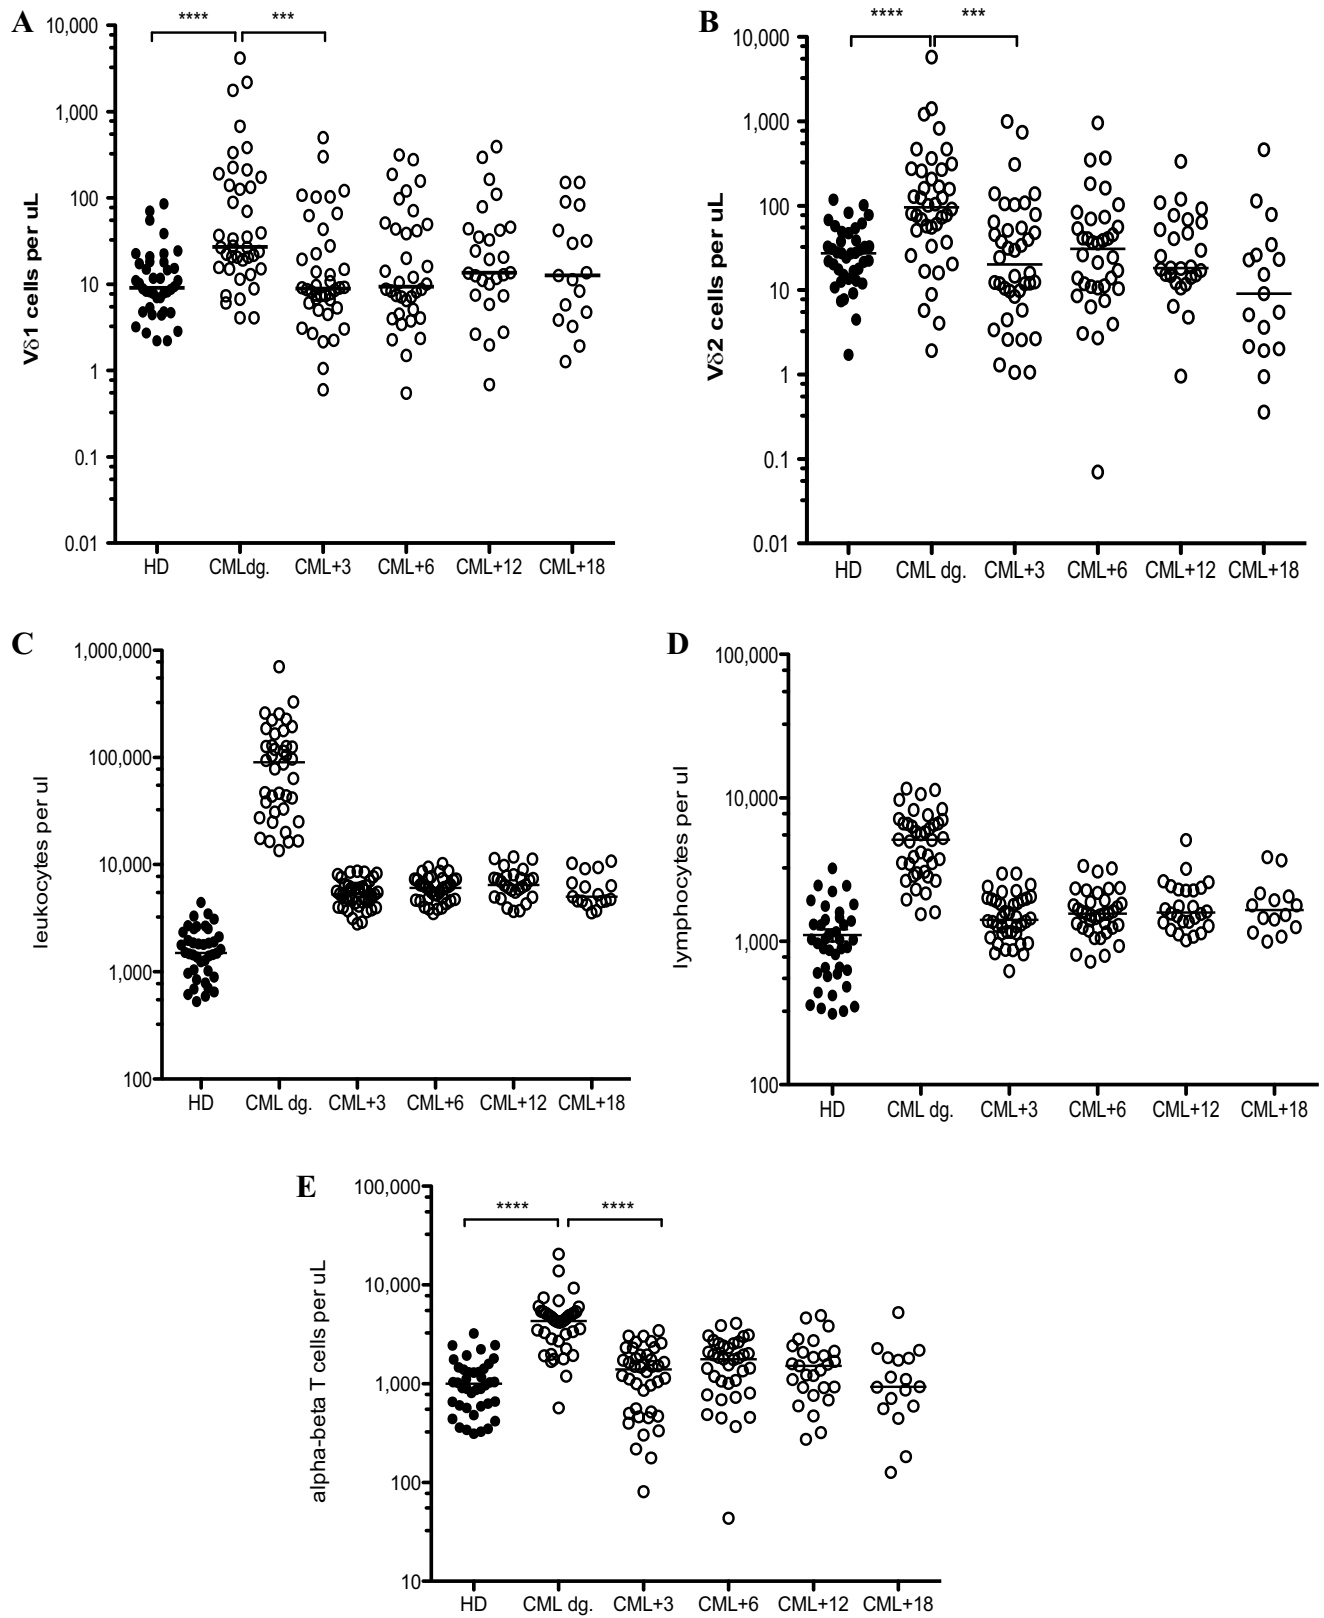 A
**** ***
10,000
1,000
100
10
1
0.1
0.01
Vδ1 cells per uL
HD CMLdg. CML+3 CML+6 CML+12 CML+18
B
**** ***
10,000
1,000
100
10
1
0.1
0.01
Vδ2 cells per uL
HD CML dg. CML+3 CML+6 CML+12 CML+18
C
1,000,000
100,000
10,000
1,000
100
leukocytes per ul
HD CML dg. CML+3 CML+6 CML+12 CML+18
D
100,000
10,000
1,000
100
lymphocytes per ul
HD CML dg. CML+3 CML+6 CML+12 CML+18
E
**** ****
100,000
10,000
1,000
100
10
alpha-beta T cells per uL
HD CML dg. CML+3 CML+6 CML+12 CML+18